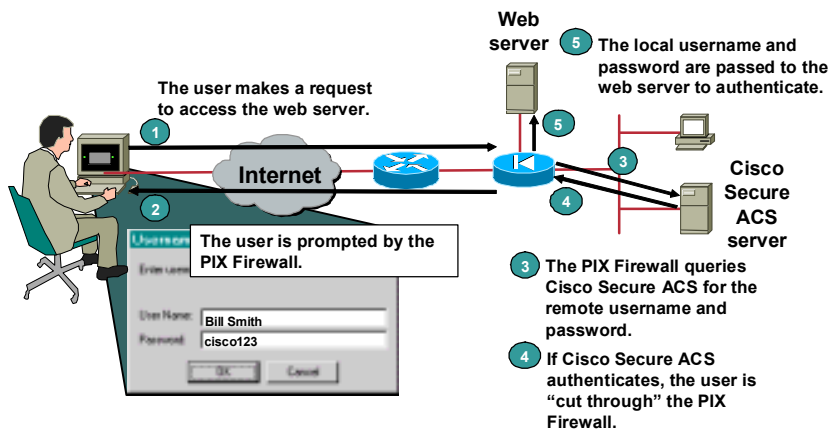 Web
server
5
The local username and
password are passed to the
web server to authenticate.
The user makes a request
to access the web server.
1
5
Internet
3
4
Cisco
Secure
ACS
server
2
Username
The user is prompted by the
PIX Firewall.
User Name:
Bill Smith
Password:
cisco123
OK
Cancel
3
The PIX Firewall queries
Cisco Secure ACS for the
remote username and
password.
4
If Cisco Secure ACS
authenticates, the user is
“cut through” the PIX
Firewall.